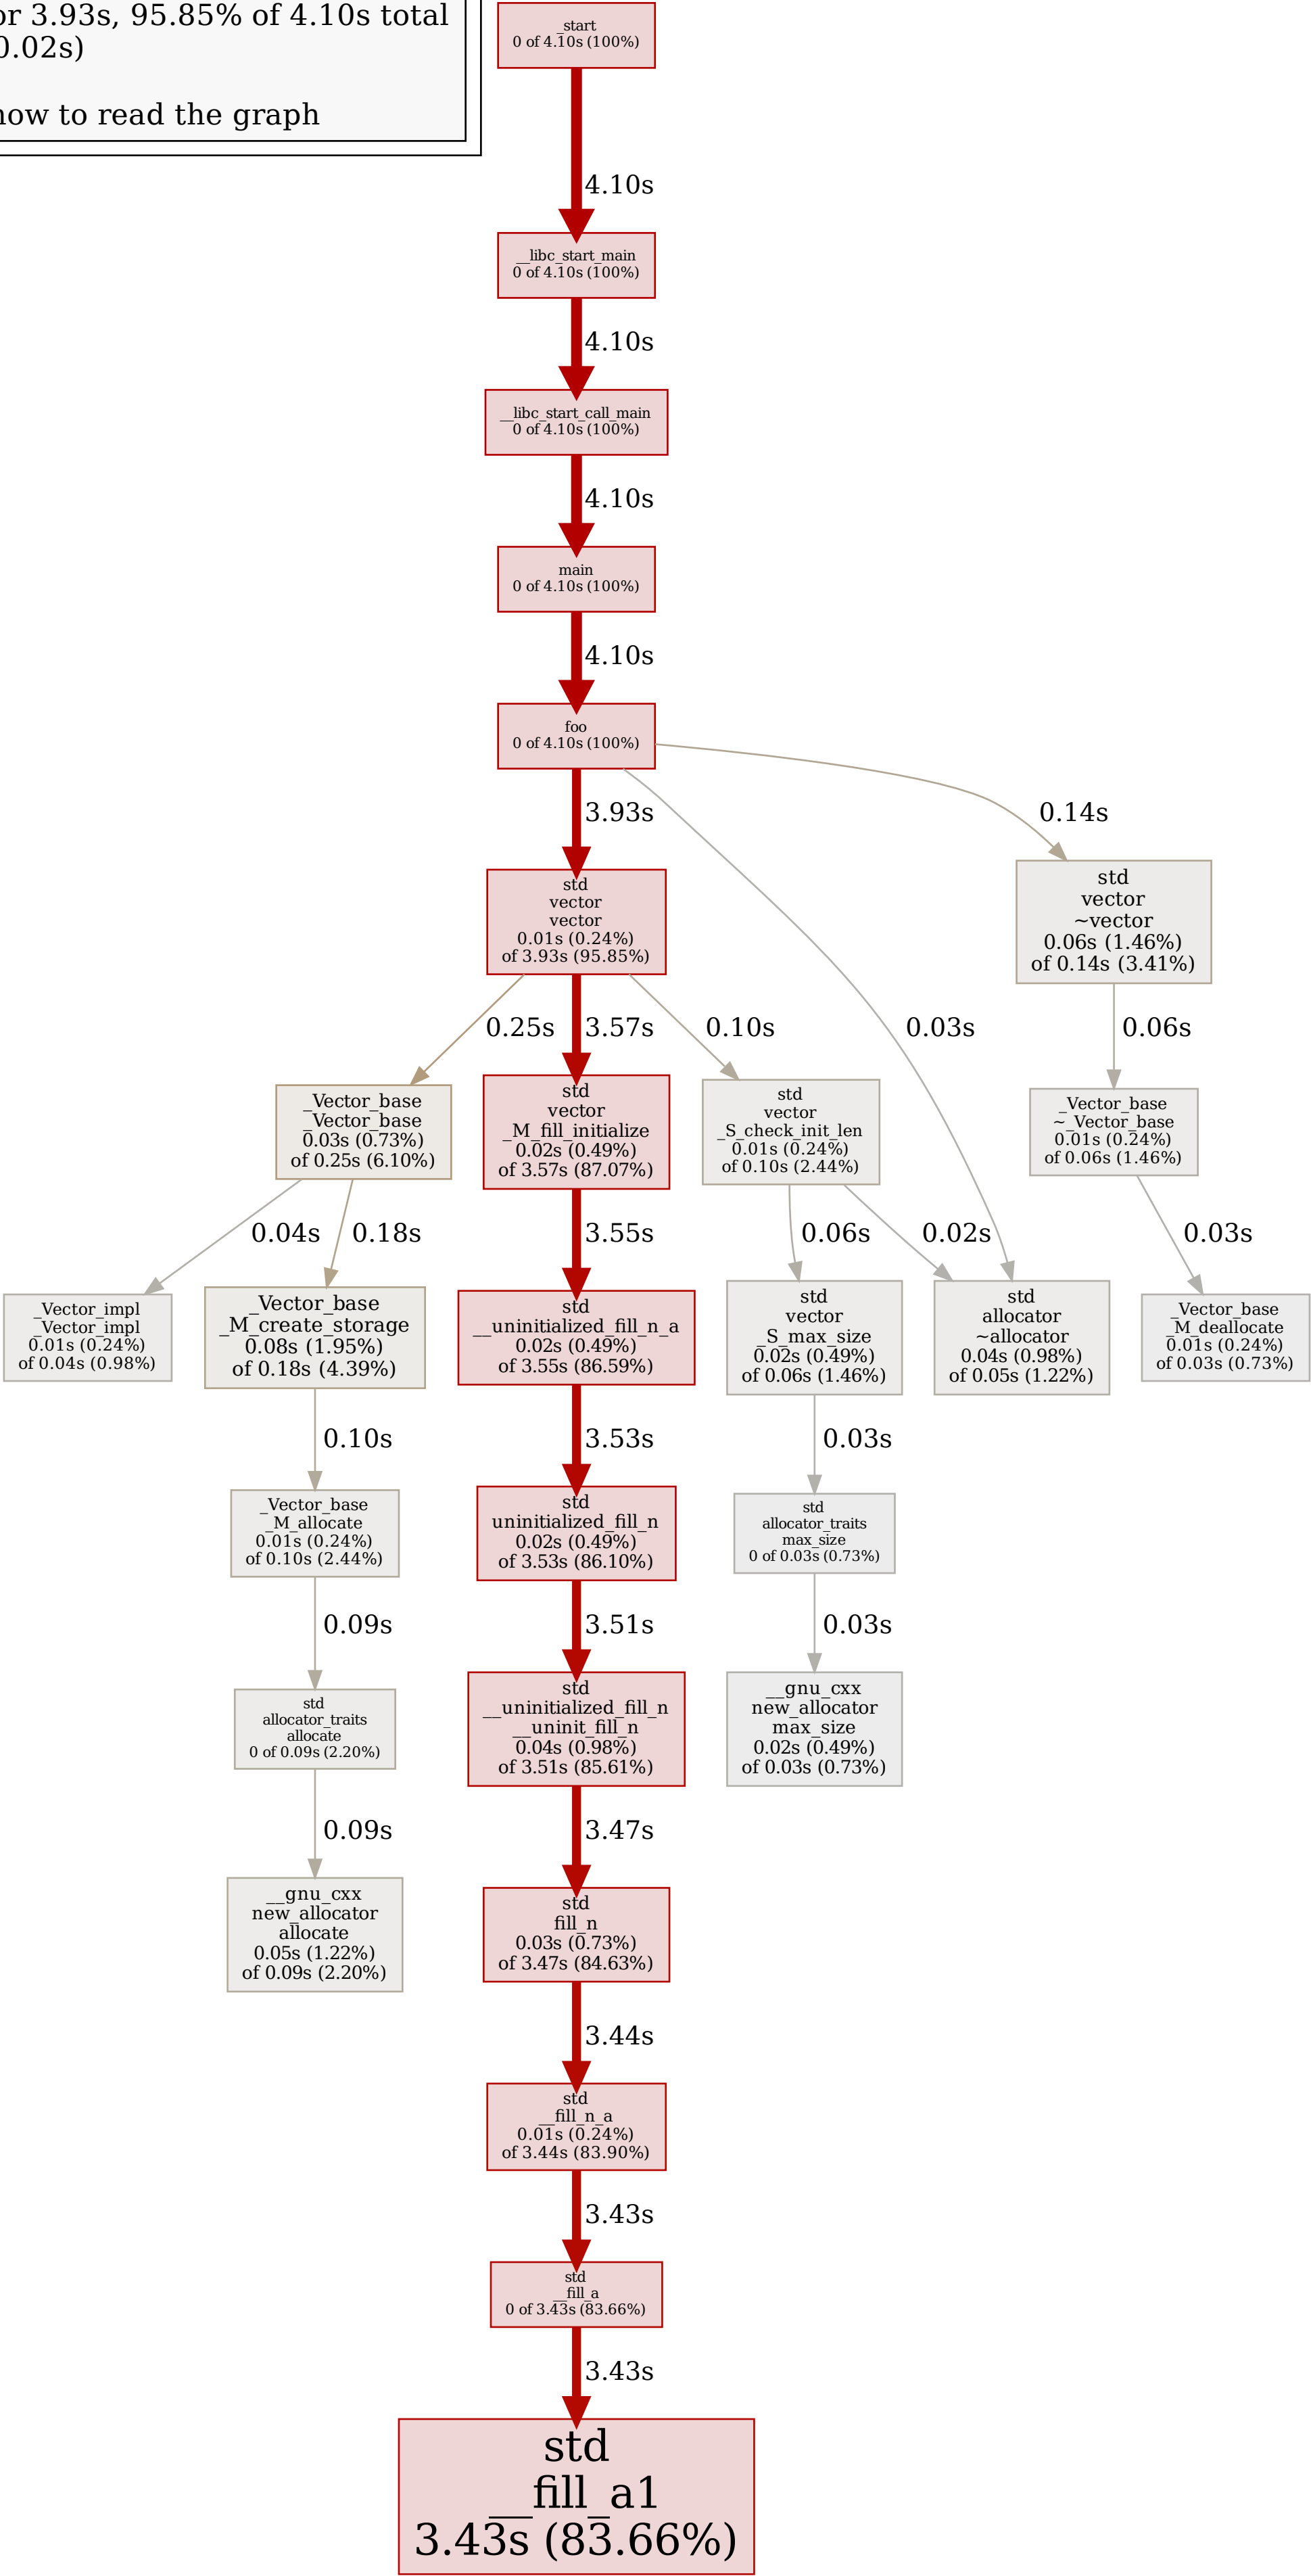 or 3.93s, 95.85% of 4.10s total
0.02s)
how to read the graph
_start
0 of 4.10s (100%)
4.10s
__libc_start_main
0 of 4.10s (100%)
4.10s
__libc_start_call_main
0 of 4.10s (100%)
4.10s
main
0 of 4.10s (100%)
4.10s
foo
0 of 4.10s (100%)
3.93s
0.14s
std
vector
vector
0.01s (0.24%)
of 3.93s (95.85%)
std
vector
~vector
0.06s (1.46%)
of 0.14s (3.41%)
0.25s
3.57s
0.10s
0.03s
0.06s
_Vector_base
_Vector_base
0.03s (0.73%)
of 0.25s (6.10%)
std
vector
_M_fill_initialize
0.02s (0.49%)
of 3.57s (87.07%)
std
vector
_S_check_init_len
0.01s (0.24%)
of 0.10s (2.44%)
_Vector_base
~_Vector_base
0.01s (0.24%)
of 0.06s (1.46%)
0.04s
0.18s
3.55s
0.06s
0.02s
0.03s
_Vector_impl
_Vector_impl
0.01s (0.24%)
of 0.04s (0.98%)
_Vector_base
_M_create_storage
0.08s (1.95%)
of 0.18s (4.39%)
std
__uninitialized_fill_n_a
0.02s (0.49%)
of 3.55s (86.59%)
std
vector
_S_max_size
0.02s (0.49%)
of 0.06s (1.46%)
std
allocator
~allocator
0.04s (0.98%)
of 0.05s (1.22%)
_Vector_base
_M_deallocate
0.01s (0.24%)
of 0.03s (0.73%)
0.10s
3.53s
0.03s
_Vector_base
_M_allocate
0.01s (0.24%)
of 0.10s (2.44%)
std
uninitialized_fill_n
0.02s (0.49%)
of 3.53s (86.10%)
std
allocator_traits
max_size
0 of 0.03s (0.73%)
0.09s
3.51s
0.03s
std
allocator_traits
allocate
0 of 0.09s (2.20%)
std
__uninitialized_fill_n
__uninit_fill_n
0.04s (0.98%)
of 3.51s (85.61%)
__gnu_cxx
new_allocator
max_size
0.02s (0.49%)
of 0.03s (0.73%)
0.09s
3.47s
__gnu_cxx
new_allocator
allocate
0.05s (1.22%)
of 0.09s (2.20%)
std
fill_n
0.03s (0.73%)
of 3.47s (84.63%)
3.44s
std
__fill_n_a
0.01s (0.24%)
of 3.44s (83.90%)
3.43s
std
__fill_a
0 of 3.43s (83.66%)
3.43s
std
__fill_a1
3.43s (83.66%)